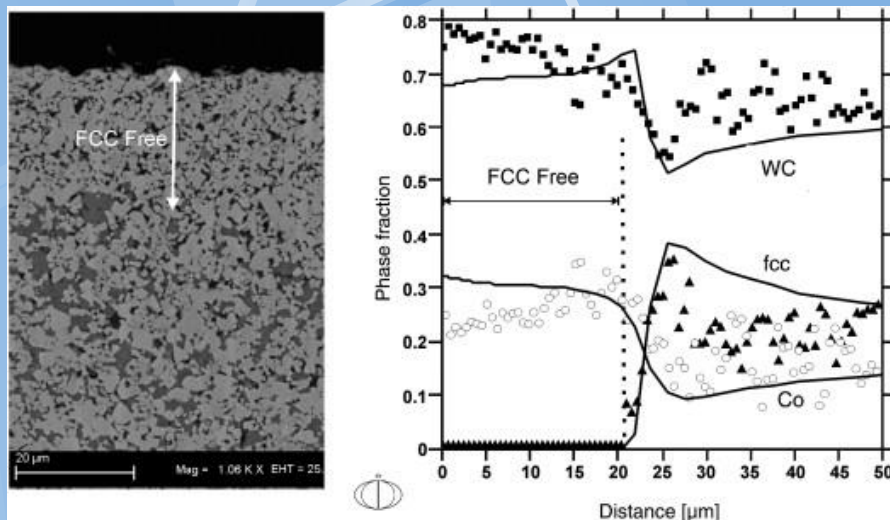 FCC Free
20 µm
Mag = 1.06 K X EHT = 25.
Phase fraction
0.8
0.7
0.6
0.5
0.4
0.3
0.2
0.1
0
FCC Free
WC
fcc
Co
0 5 10 15 20 25 30 35 40 45 50
Distance [µm]